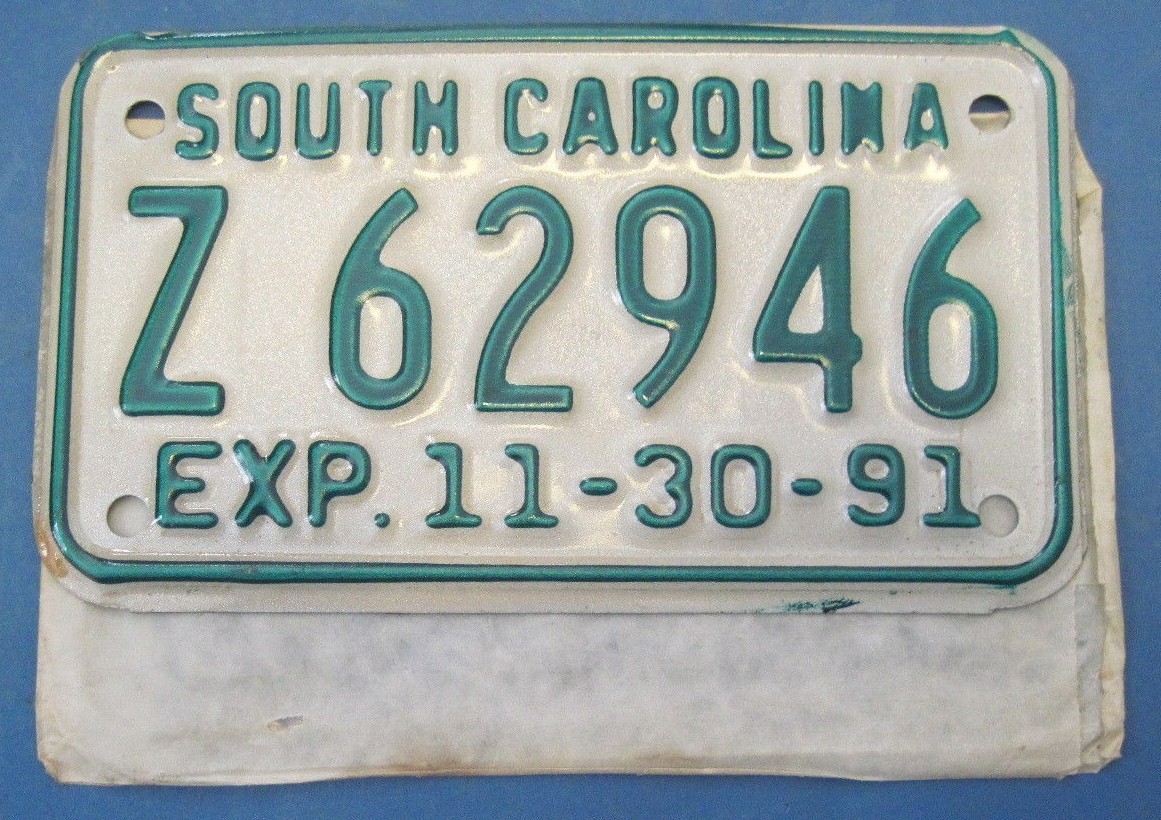 SOUTH CAROLINA
Z 62946
EXP. 11-30-91